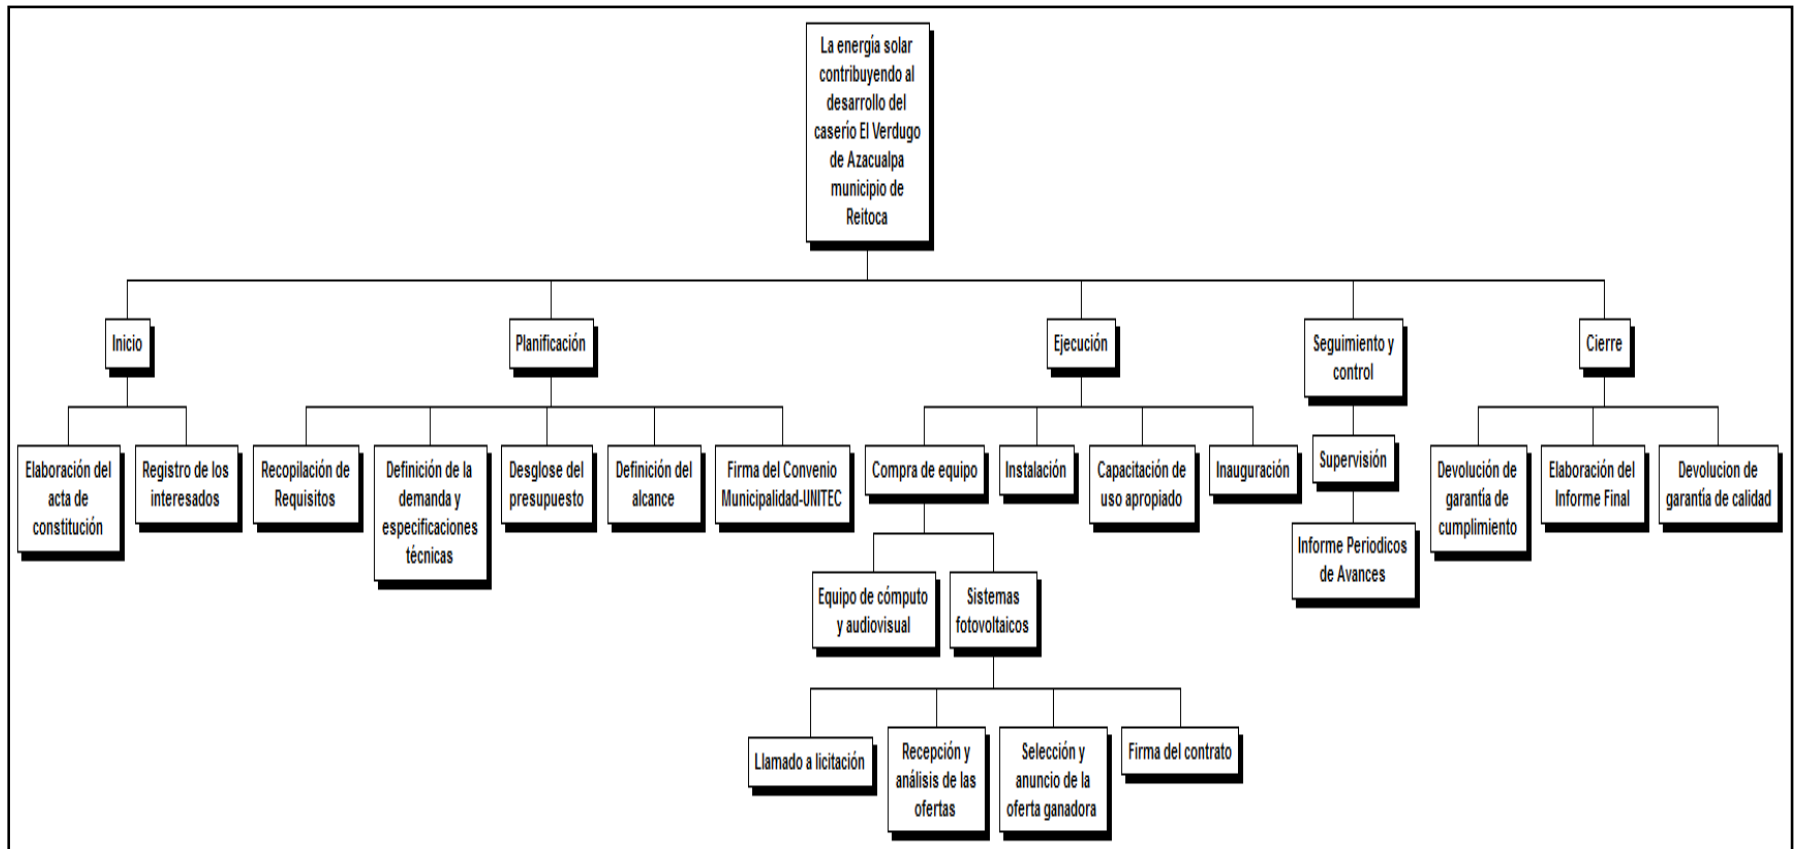 La energía solar
contribuyendo al
desarrollo del
caserío El Verdugo
de Azacualpa
municipio de
Reitoca
Inicio
Planificación
Ejecución
Seguimiento y
control
Cierre
Elaboración del
acta de
constitución
Registro de los
interesados
Recopilación de
Requisitos
Definición de la
demanda y
especificaciones
técnicas
Desglose del
presupuesto
Definición del
alcance
Firma del Convenio
Municipalidad-UNITEC
Compra de equipo
Instalación
Capacitación de
uso apropiado
Inauguración
Supervisión
Informe Periodicos
de Avances
Devolución de
garantía de
cumplimiento
Elaboración del
Informe Final
Devolucion de
garantía de calidad
Equipo de cómputo
y audiovisual
Sistemas
fotovoltaicos
Llamado a licitación
Recepción y
análisis de las
ofertas
Selección y
anuncio de la
oferta ganadora
Firma del contrato